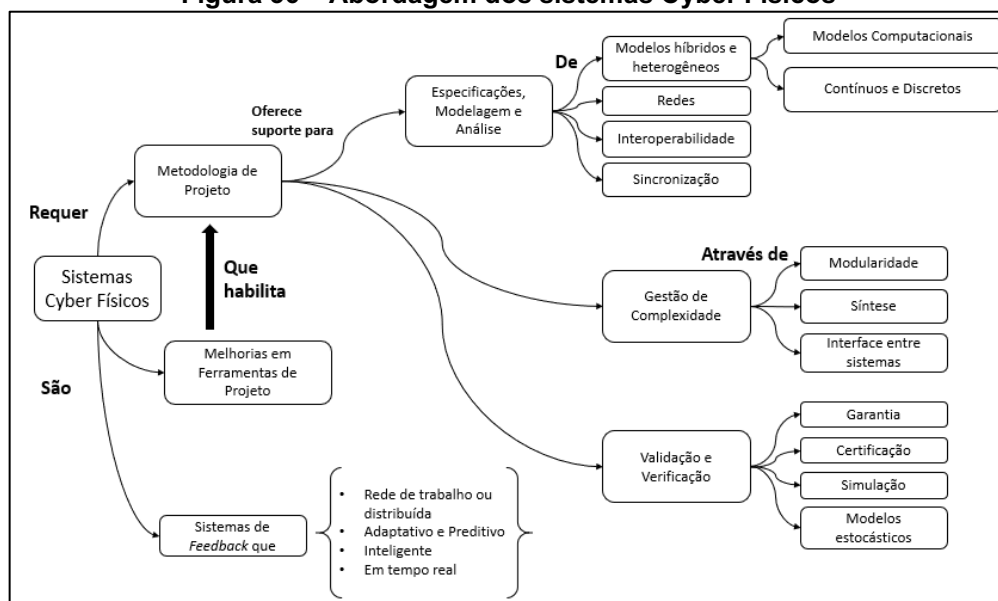 Figura 36 – Abordagem dos sistemas Cyber Físicos
Modelos Computacionais
De
Modelos híbridos e
heterogêneos
Contínuos e Discretos
Especificações,
Modelagem e
Análise
Redes
Oferece
suporte para
Interoperabilidade
Metodologia de
Projeto
Sincronização
Requer
Através de
Modularidade
Sistemas
Cyber Físicos
Que
habilita
Gestão de
Complexidade
Síntese
Interface entre
sistemas
Melhorias em
Ferramentas de
Projeto
São
Garantia
Validação e
Verificação
Certificação
Simulação
Modelos
estocásticos
Sistemas de
Feedback que
• Rede de trabalho ou
distribuída
• Adaptativo e Preditivo
• Inteligente
• Em tempo real